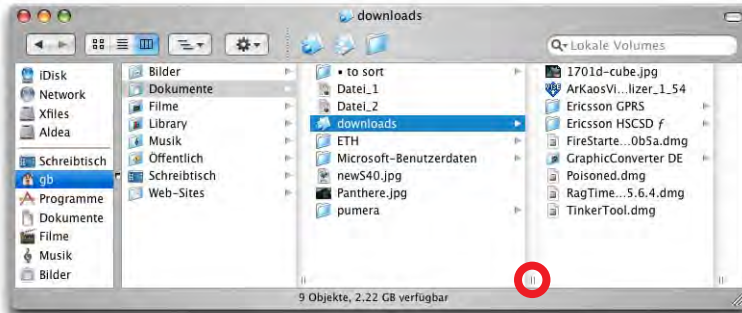 downloads
Lokale Volumes
iDisk
Network
Xfiles
Aldea
Schreibtisch
gb
Programme
Dokumente
Filme
Musik
Bilder
Bilder
Dokumente
Filme
Library
Musik
Öffentlich
Schreibtisch
Web-Sites
• to sort
Datei_1
Datei_2
downloads
ETH
Microsoft-Benutzerdaten
newS40.jpg
Panthere.jpg
pumera
1701d-cube.jpg
ArKaosVi...lizer_1_54
Ericsson GPRS
Ericsson HSCSD ƒ
FireStarte...0b5a.dmg
GraphicConverter DE
Poisoned.dmg
RagTime...5.6.4.dmg
TinkerTool.dmg
9 Objekte, 2.22 GB verfügbar